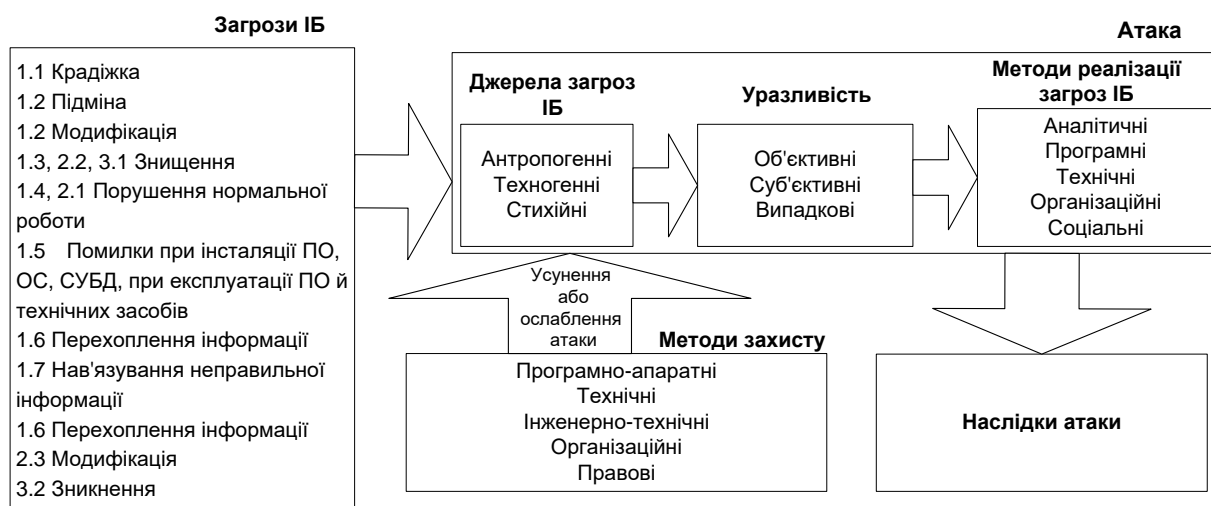 Загрози ІБ
1.1 Крадіжка
1.2 Підміна
1.2 Модифікація
1.3, 2.2, 3.1 Знищення
1.4, 2.1 Порушення нормальної
роботи
1.5 Помилки при інсталяції ПО,
ОС, СУБД, при експлуатації ПО й
технічних засобів
1.6 Перехоплення інформації
1.7 Нав'язування неправильної
інформації
1.6 Перехоплення інформації
2.3 Модифікація
3.2 Зникнення
Атака
Джерела загроз
ІБ
Антропогенні
Техногенні
Стихійні
Уразливість
Об'єктивні
Суб'єктивні
Випадкові
Методи реалізації
загроз ІБ
Аналітичні
Програмні
Технічні
Організаційні
Соціальні
Усунення
або
ослаблення
атаки
Методи захисту
Програмно-апаратні
Технічні
Інженерно-технічні
Організаційні
Правові
Наслідки атаки